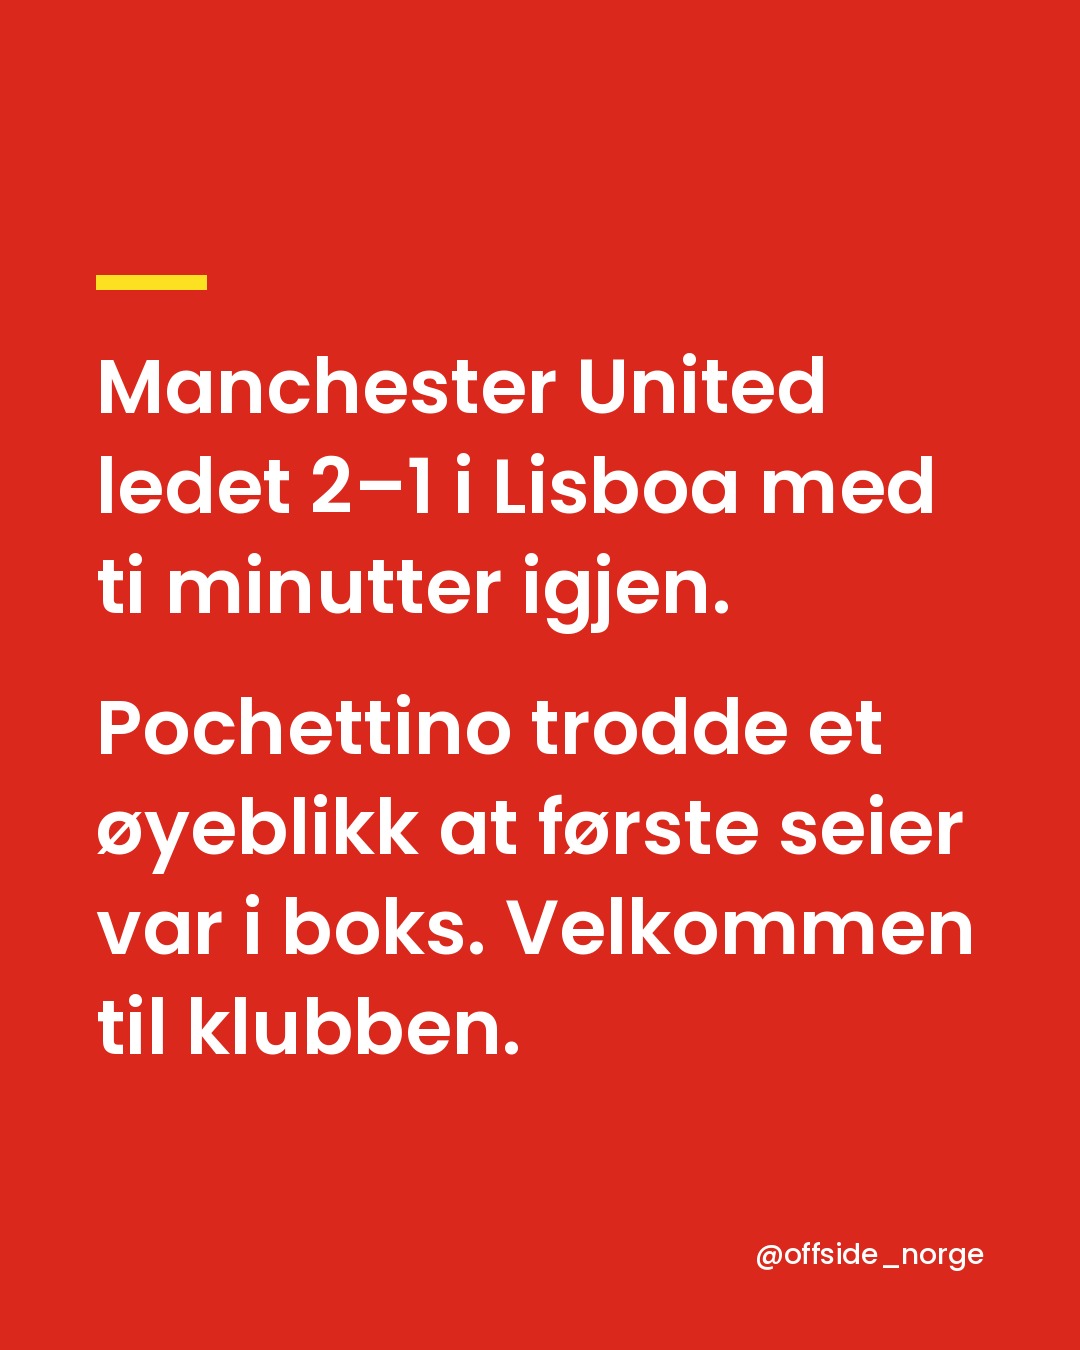 Manchester United
ledet 2–1 i Lisboa med
ti minutter igjen.
Pochettino trodde et
øyeblikk at første seier
var i boks. Velkommen
til klubben.
@offside_norge